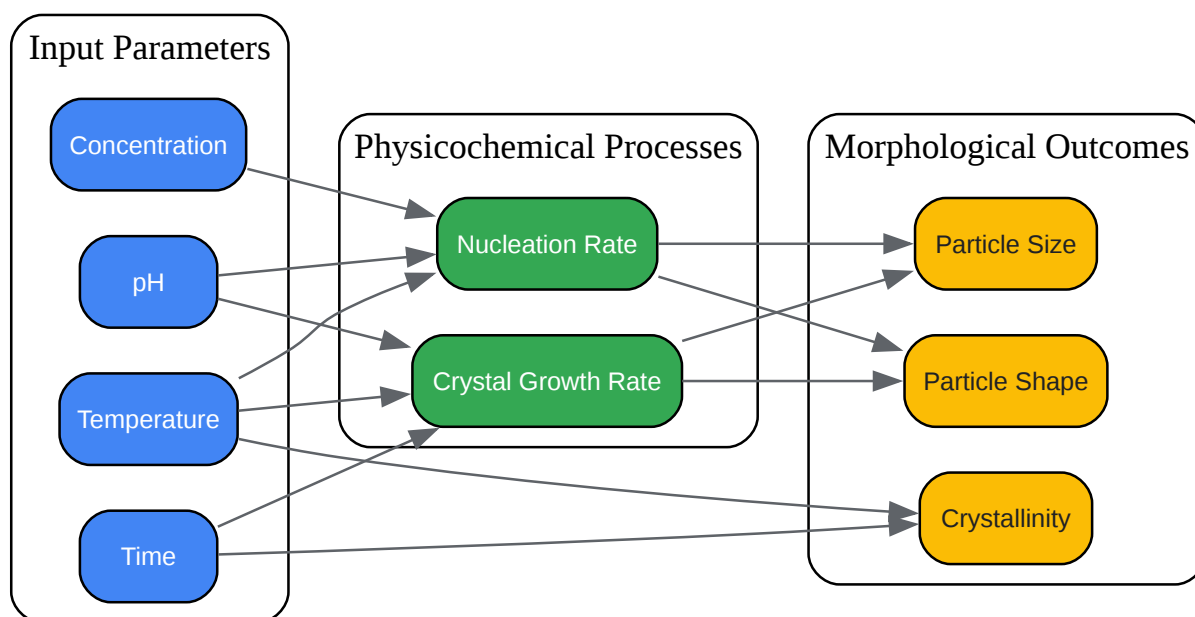 Input Parameters
Concentration
pH
Temperature
Time
Physicochemical Processes
Nucleation Rate
Crystal Growth Rate
Morphological Outcomes
Particle Size
Particle Shape
Crystallinity